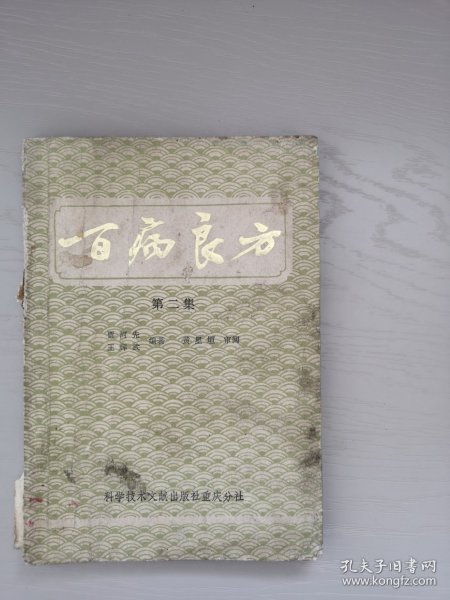 一百病良方
第二集
编著 审阅
科学技术文献出版社重庆分社
孔夫子旧书网
www.kongfz.com